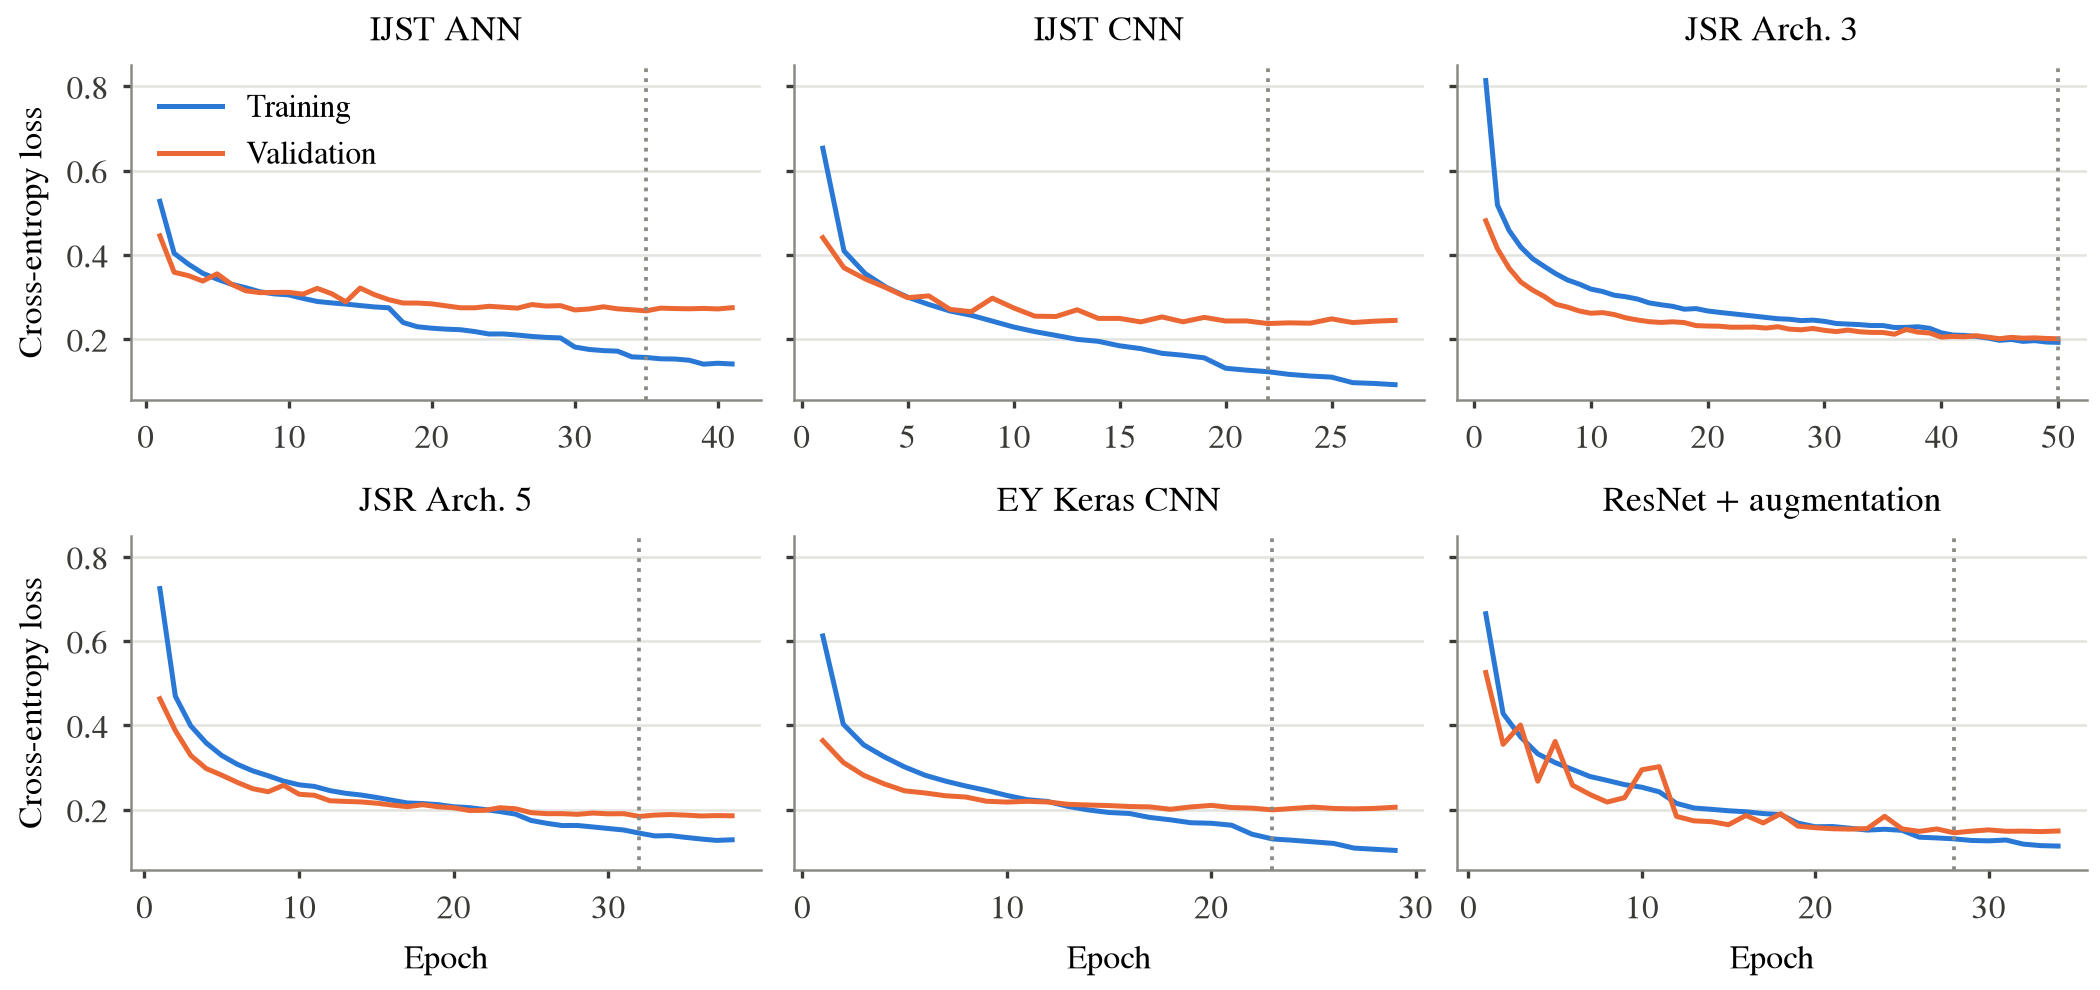 IJST ANN
IJST CNN
JSR Arch. 3
Cross-entropy loss
0.8
0.6
0.4
0.2
Training
Validation
0
10
20
30
40
0
5
10
15
20
25
0
10
20
30
40
50
JSR Arch. 5
EY Keras CNN
ResNet + augmentation
Cross-entropy loss
0.8
0.6
0.4
0.2
0
10
20
30
0
10
20
30
0
10
20
30
Epoch
Epoch
Epoch